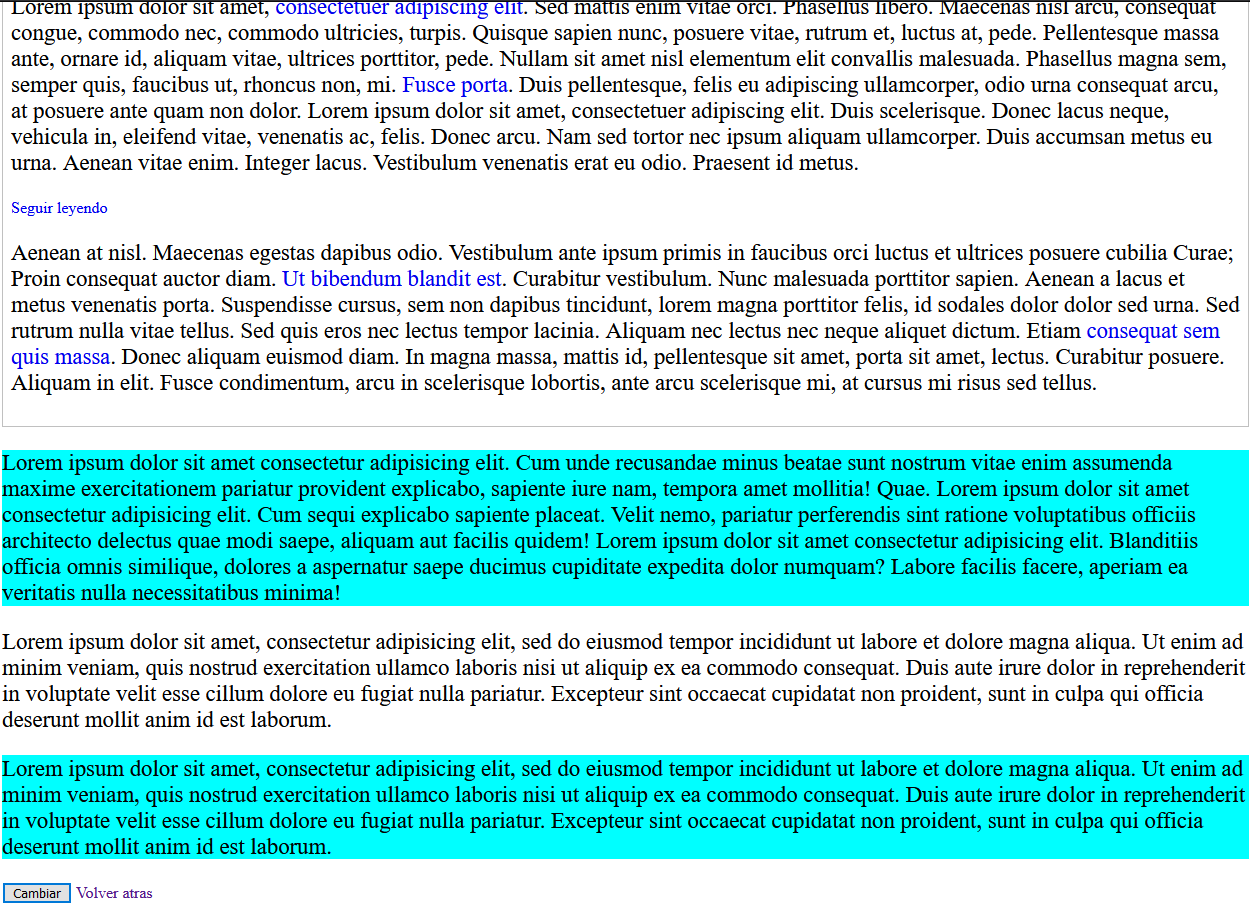 Lorem ipsum dolor sit amet, consectetuer adipiscing elit. Sed mattis enim vitae orci. Phasellus libero. Maecenas nisl arcu, consequat
congue, commodo nec, commodo ultricies, turpis. Quisque sapien nunc, posuere vitae, rutrum et, luctus at, pede. Pellentesque massa
ante, ornare id, aliquam vitae, ultrices porttitor, pede. Nullam sit amet nisl elementum elit convallis malesuada. Phasellus magna sem,
semper quis, faucibus ut, rhoncus non, mi. Fusce porta. Duis pellentesque, felis eu adipiscing ullamcorper, odio urna consequat arcu,
at posuere ante quam non dolor. Lorem ipsum dolor sit amet, consectetuer adipiscing elit. Duis scelerisque. Donec lacus neque,
vehicula in, eleifend vitae, venenatis ac, felis. Donec arcu. Nam sed tortor nec ipsum aliquam ullamcorper. Duis accumsan metus eu
urna. Aenean vitae enim. Integer lacus. Vestibulum venenatis erat eu odio. Praesent id metus.
Seguir leyendo
Aenean at nisl. Maecenas egestas dapibus odio. Vestibulum ante ipsum primis in faucibus orci luctus et ultrices posuere cubilia Curae;
Proin consequat auctor diam. Ut bibendum blandit est. Curabitur vestibulum. Nunc malesuada porttitor sapien. Aenean a lacus et
metus venenatis porta. Suspendisse cursus, sem non dapibus tincidunt, lorem magna porttitor felis, id sodales dolor dolor sed urna. Sed
rutrum nulla vitae tellus. Sed quis eros nec lectus tempor lacinia. Aliquam nec lectus nec neque aliquet dictum. Etiam consequat sem
quis massa. Donec aliquam euismod diam. In magna massa, mattis id, pellentesque sit amet, porta sit amet, lectus. Curabitur posuere.
Aliquam in elit. Fusce condimentum, arcu in scelerisque lobortis, ante arcu scelerisque mi, at cursus mi risus sed tellus.
Lorem ipsum dolor sit amet consectetur adipisicing elit. Cum unde recusandae minus beatae sunt nostrum vitae enim assumenda
maxime exercitationem pariatur provident explicabo, sapiente iure nam, tempora amet mollitia! Quae. Lorem ipsum dolor sit amet
consectetur adipisicing elit. Cum sequi explicabo sapiente placeat. Velit nemo, pariatur perferendis sint ratione voluptatibus officiis
architecto delectus quae modi saepe, aliquam aut facilis quidem! Lorem ipsum dolor sit amet consectetur adipisicing elit. Blanditiis
officia omnis similique, dolores a aspernatur saepe ducimus cupiditate expedita dolor numquam? Labore facilis facere, aperiam ea
veritatis nulla necessitatibus minima!
Lorem ipsum dolor sit amet, consectetur adipisicing elit, sed do eiusmod tempor incididunt ut labore et dolore magna aliqua. Ut enim ad
minim veniam, quis nostrud exercitation ullamco laboris nisi ut aliquip ex ea commodo consequat. Duis aute irure dolor in reprehenderit
in voluptate velit esse cillum dolore eu fugiat nulla pariatur. Excepteur sint occaecat cupidatat non proident, sunt in culpa qui officia
deserunt mollit anim id est laborum.
Lorem ipsum dolor sit amet, consectetur adipisicing elit, sed do eiusmod tempor incididunt ut labore et dolore magna aliqua. Ut enim ad
minim veniam, quis nostrud exercitation ullamco laboris nisi ut aliquip ex ea commodo consequat. Duis aute irure dolor in reprehenderit
in voluptate velit esse cillum dolore eu fugiat nulla pariatur. Excepteur sint occaecat cupidatat non proident, sunt in culpa qui officia
deserunt mollit anim id est laborum.
Cambiar Volver atras